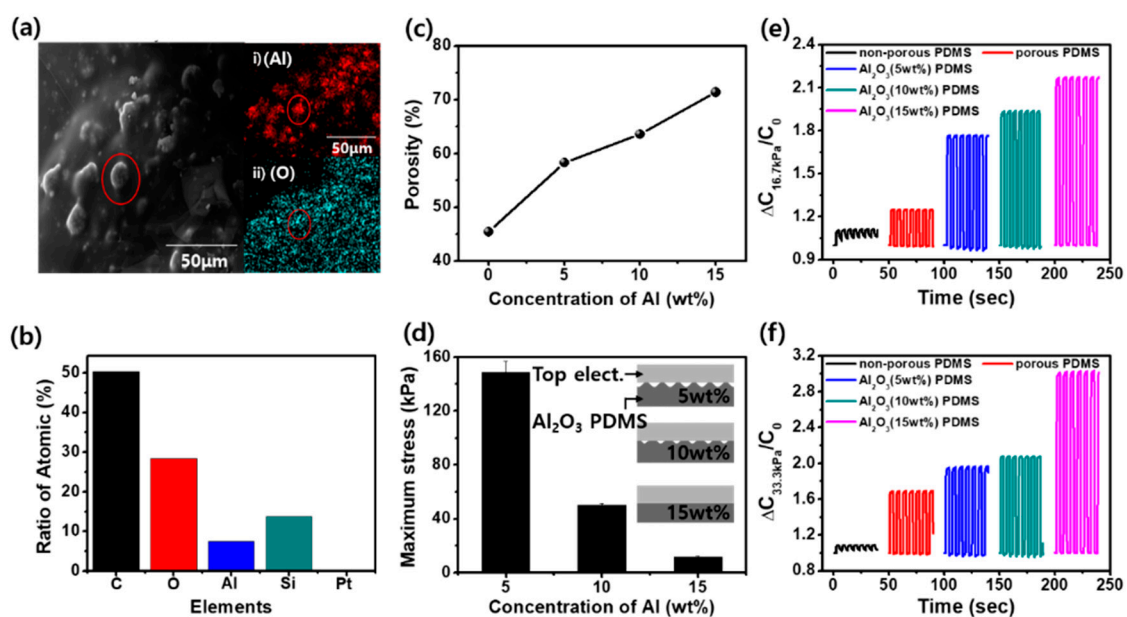 (a)
i) (Al)
50μm
ii) (O)
50μm
(b)
Ratio of Atomic (%)
50
40
30
20
10
0
C O Al Si Pt
Elements
(c)
Porosity (%)
80
75
70
65
60
55
50
45
40
0 5 10 15
Concentration of Al (wt%)
(d)
Maximum stress (kPa)
160
120
80
40
0
Top elect.
Al₂O₃ PDMS
5wt%
10wt%
15wt%
5 10 15
Concentration of Al (wt%)
(e)
ΔC₁₆.₇ₖPₐ/C₀
2.4
2.1
1.8
1.5
1.2
0.9
non-porous PDMS porous PDMS
Al₂O₃(5wt%) PDMS
Al₂O₃(10wt%) PDMS
Al₂O₃(15wt%) PDMS
0 50 100 150 200 250
Time (sec)
(f)
ΔC₃₃.₃ₖPₐ/C₀
3.2
2.8
2.4
2.0
1.6
1.2
0.8
non-porous PDMS porous PDMS
Al₂O₃(5wt%) PDMS
Al₂O₃(10wt%) PDMS
Al₂O₃(15wt%) PDMS
0 50 100 150 200 250
Time (sec)